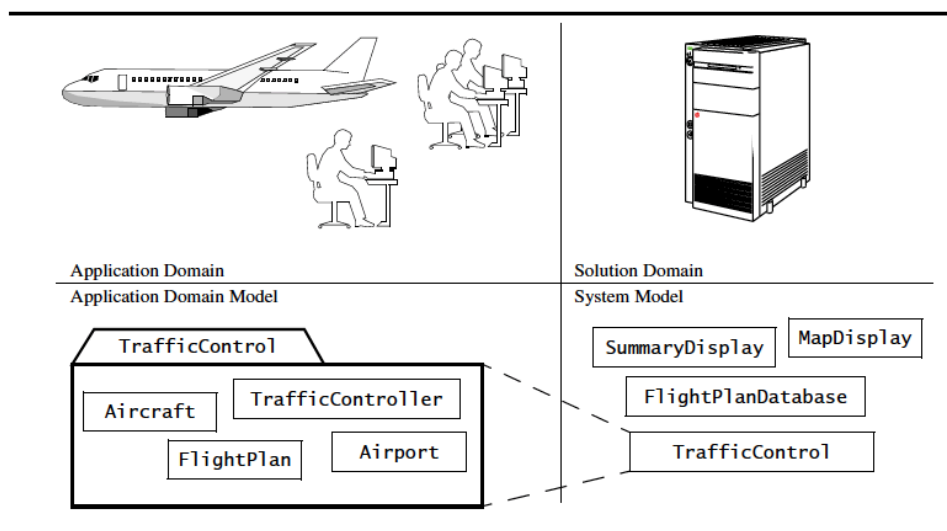 Application Domain
Solution Domain
Application Domain Model
System Model
TrafficControl
Aircraft
TrafficController
FlightPlan
Airport
SummaryDisplay
MapDisplay
FlightPlanDatabase
TrafficControl